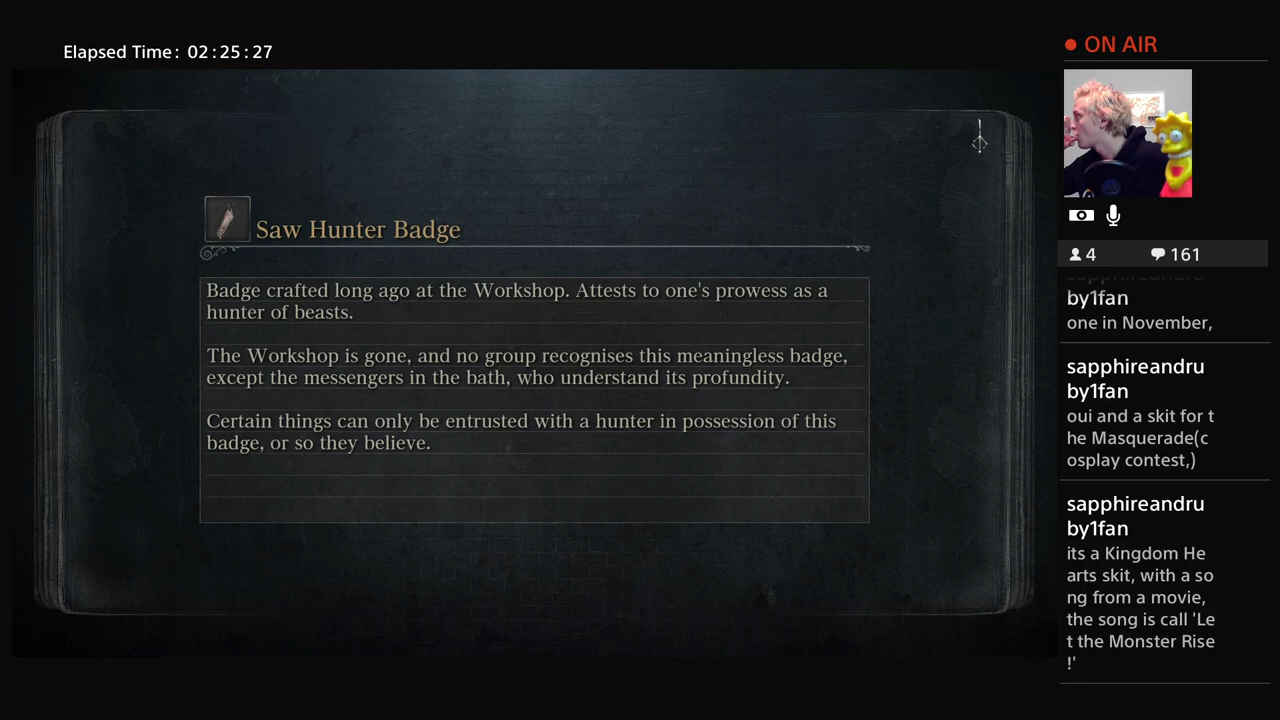 Elapsed Time: 02:25:27
ON AIR
Saw Hunter Badge
Badge crafted long ago at the Workshop. Attests to one's prowess as a
hunter of beasts.
The Workshop is gone, and no group recognises this meaningless badge,
except the messengers in the bath, who understand its profundity.
Certain things can only be entrusted with a hunter in possession of this
badge, or so they believe.
4 161
by1fan
one in November,
sapphireandru
by1fan
oui and a skit for t
he Masquerade(c
osplay contest,)
sapphireandru
by1fan
its a Kingdom He
arts skit, with a so
ng from a movie,
the song is call 'Le
t the Monster Rise
!'